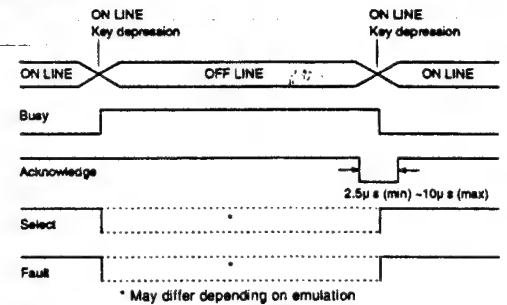 ON LINE
Key depression
ON LINE
Key depression
ON LINE
OFF LINE
ON LINE
Busy
Acknowledge
2.5μ s (min) ~10μ s (max)
Select
*
Fault
*
* May differ depending on emulation